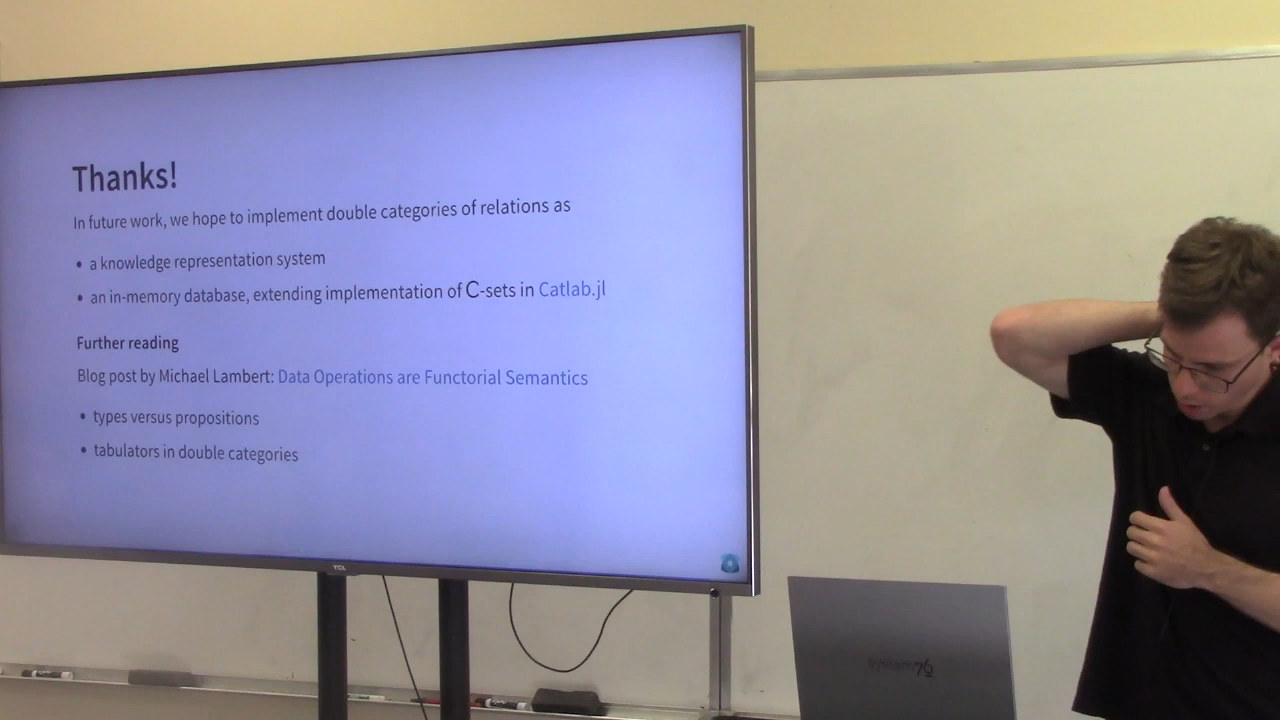 Thanks!
In future work, we hope to implement double categories of relations as
• a knowledge representation system
• an in-memory database, extending implementation of C-sets in Catlab.jl
Further reading
Blog post by Michael Lambert: Data Operations are Functorial Semantics
• types versus propositions
• tabulators in double categories
TCL
system76